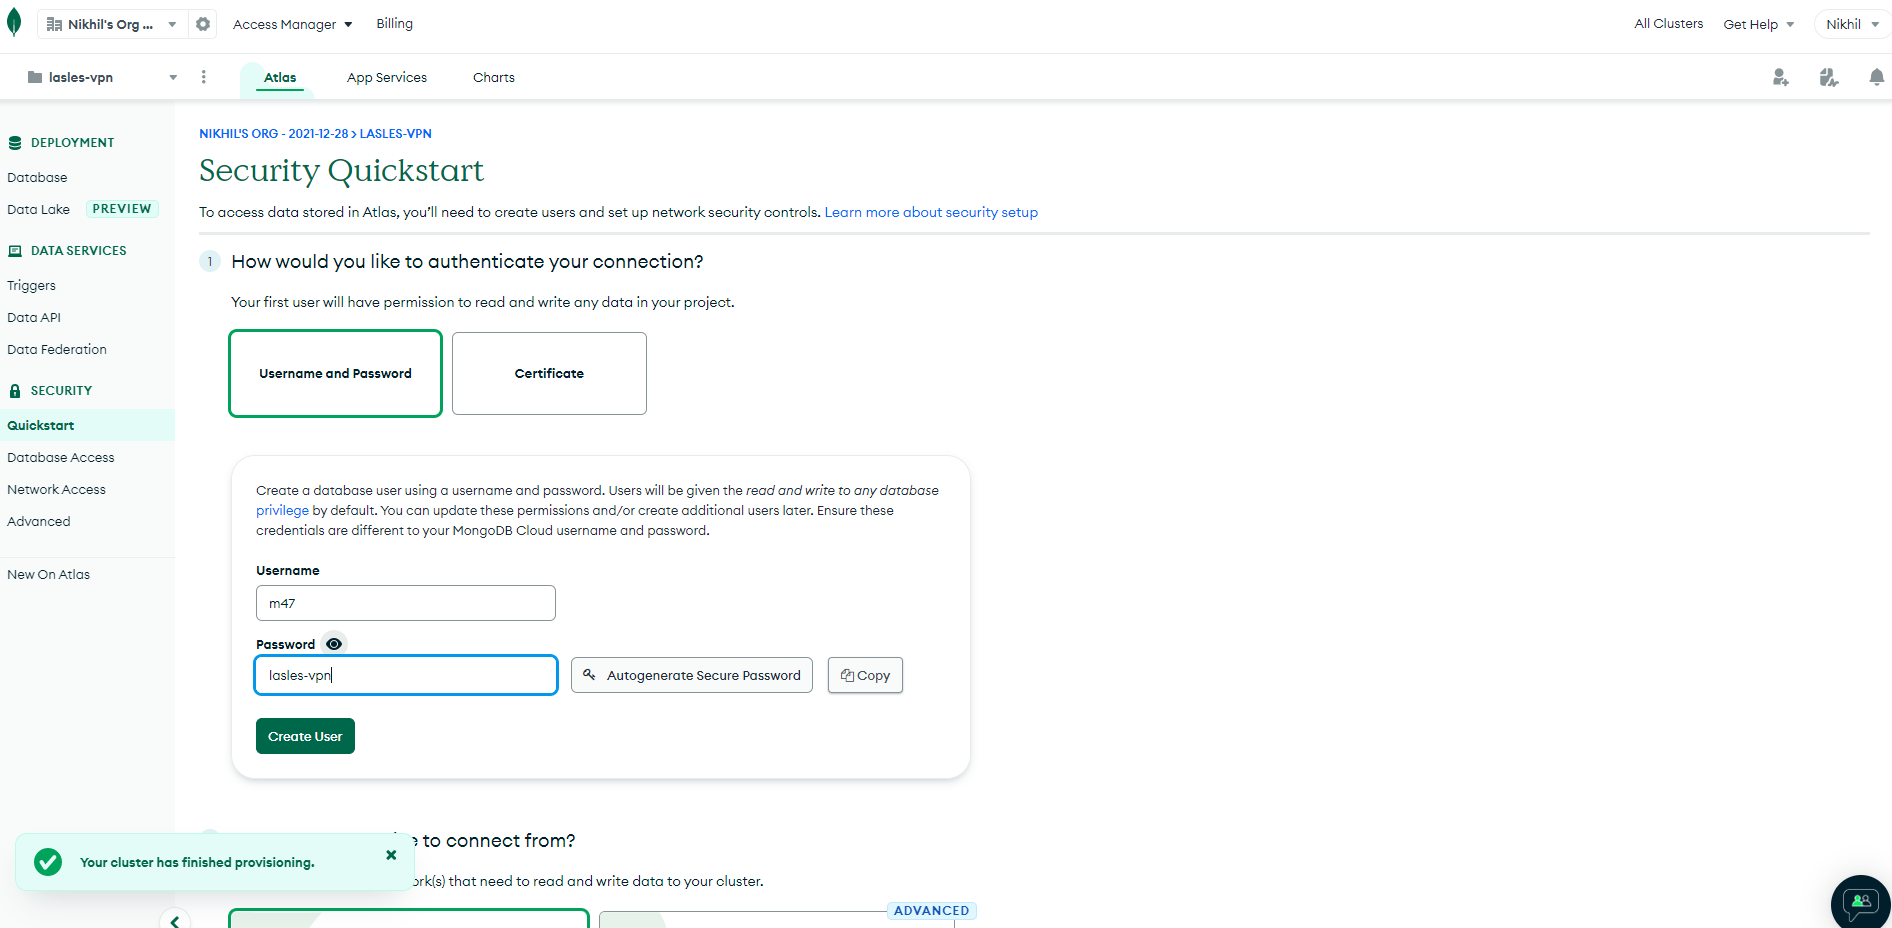 Nikhil's Org ...
Access Manager
Billing
All Clusters
Get Help
Nikhil
lasles-vpn
Atlas
App Services
Charts
DEPLOYMENT
Database
Data Lake PREVIEW
DATA SERVICES
Triggers
Data API
Data Federation
SECURITY
Quickstart
Database Access
Network Access
Advanced
New On Atlas
NIKHIL'S ORG - 2021-12-28 > LASLES-VPN
Security Quickstart
To access data stored in Atlas, you’ll need to create users and set up network security controls. Learn more about security setup
1 How would you like to authenticate your connection?
Your first user will have permission to read and write any data in your project.
Username and Password
Certificate
Create a database user using a username and password. Users will be given the read and write to any database
privilege by default. You can update these permissions and/or create additional users later. Ensure these
credentials are different to your MongoDB Cloud username and password.
Username
m47
Password
lasles-vpn
Autogenerate Secure Password
Copy
Create User
to connect from?
Your cluster has finished provisioning.
that need to read and write data to your cluster.
ADVANCED